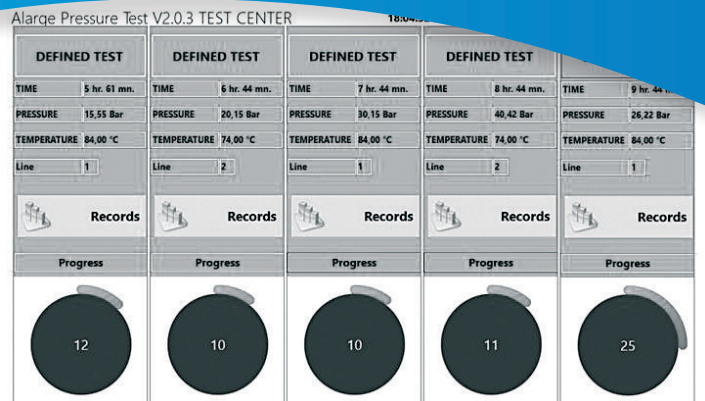 Alarge Pressure Test V2.0.3 TEST CENTER
DEFINED TEST DEFINED TEST DEFINED TEST DEFINED TEST
TIME 5 hr. 61 mn. TIME 6 hr. 44 mn. TIME 7 hr. 44 mn. TIME 8 hr. 44 mn. TIME 9 hr. 44
PRESSURE 15,55 Bar PRESSURE 20,15 Bar PRESSURE 30,15 Bar PRESSURE 40,42 Bar PRESSURE 26,22 Bar
TEMPERATURE 84,00 °C TEMPERATURE 74,00 °C TEMPERATURE 84,00 °C TEMPERATURE 74,00 °C TEMPERATURE 84,00 °C
Line 1 Line 2 Line 1 Line 2 Line 1
Records Records Records Records Records
Progress Progress Progress Progress Progress
12 10 10 11 25